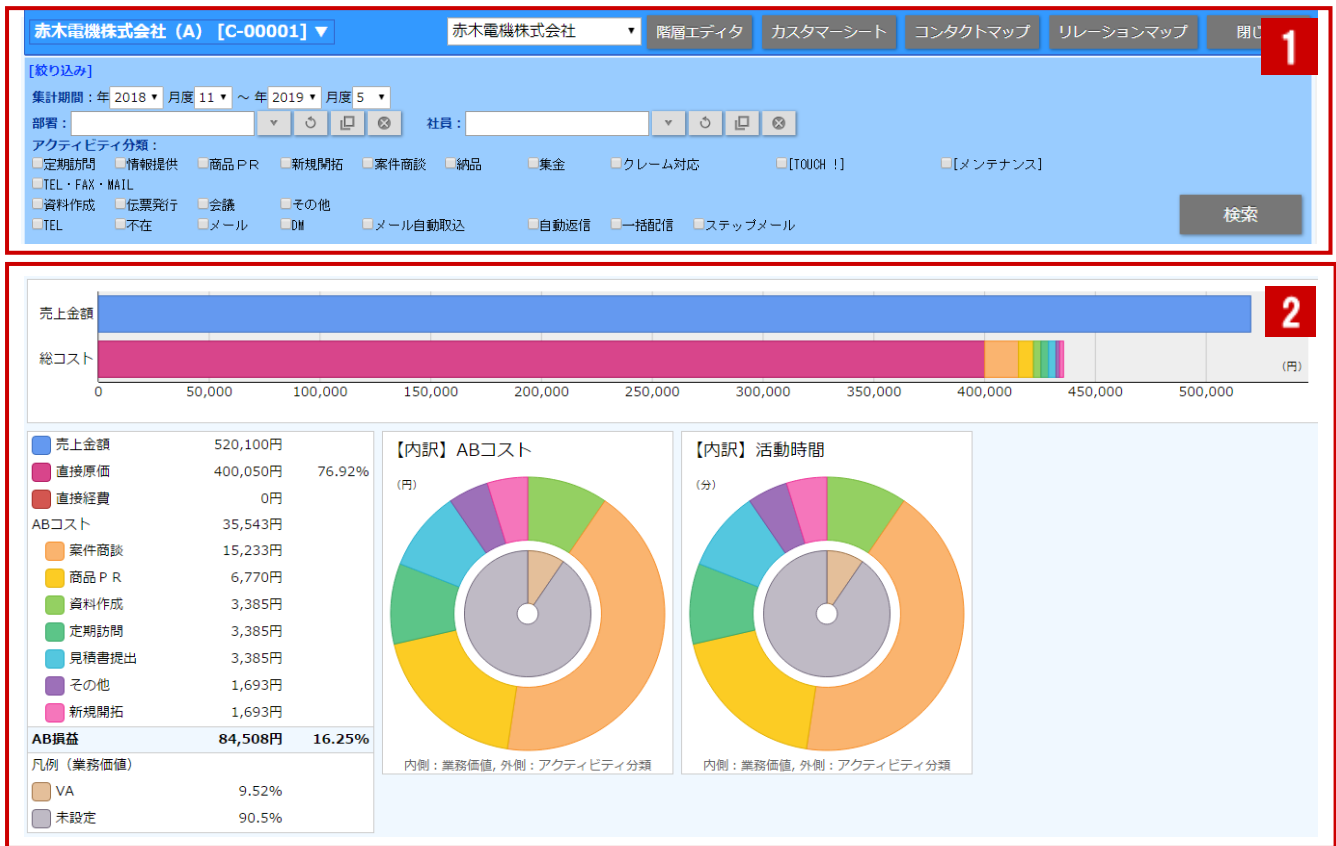 赤木電機株式会社（A） [C-00001] ▼ 赤木電機株式会社 ▼ 階層エディタ カスタマーシート コンタクトマップ リレーションマップ 閉じ
1
[絞り込み]
集計期間：年 2018 ▼ 月度 11 ▼ ～ 年 2019 ▼ 月度 5 ▼
部署： 社員：
アクティビティ分類：
定期訪問 情報提供 商品ＰＲ 新規開拓 案件商談 納品 集金 クレーム対応 [TOUCH !] [メンテナンス]
TEL・FAX・MAIL
資料作成 伝票発行 会議 その他
TEL 不在 メール DM メール自動取込 自動返信 一括配信 ステップメール
検索
2
売上金額
総コスト
（円）
0 50,000 100,000 150,000 200,000 250,000 300,000 350,000 400,000 450,000 500,000
売上金額 520,100円
直接原価 400,050円 76.92%
直接経費 0円
ABコスト 35,543円
案件商談 15,233円
商品ＰＲ 6,770円
資料作成 3,385円
定期訪問 3,385円
見積書提出 3,385円
その他 1,693円
新規開拓 1,693円
AB損益 84,508円 16.25%
凡例（業務価値）
VA 9.52%
未設定 90.5%
【内訳】ABコスト
（円）
内側：業務価値, 外側：アクティビティ分類
【内訳】活動時間
（分）
内側：業務価値, 外側：アクティビティ分類